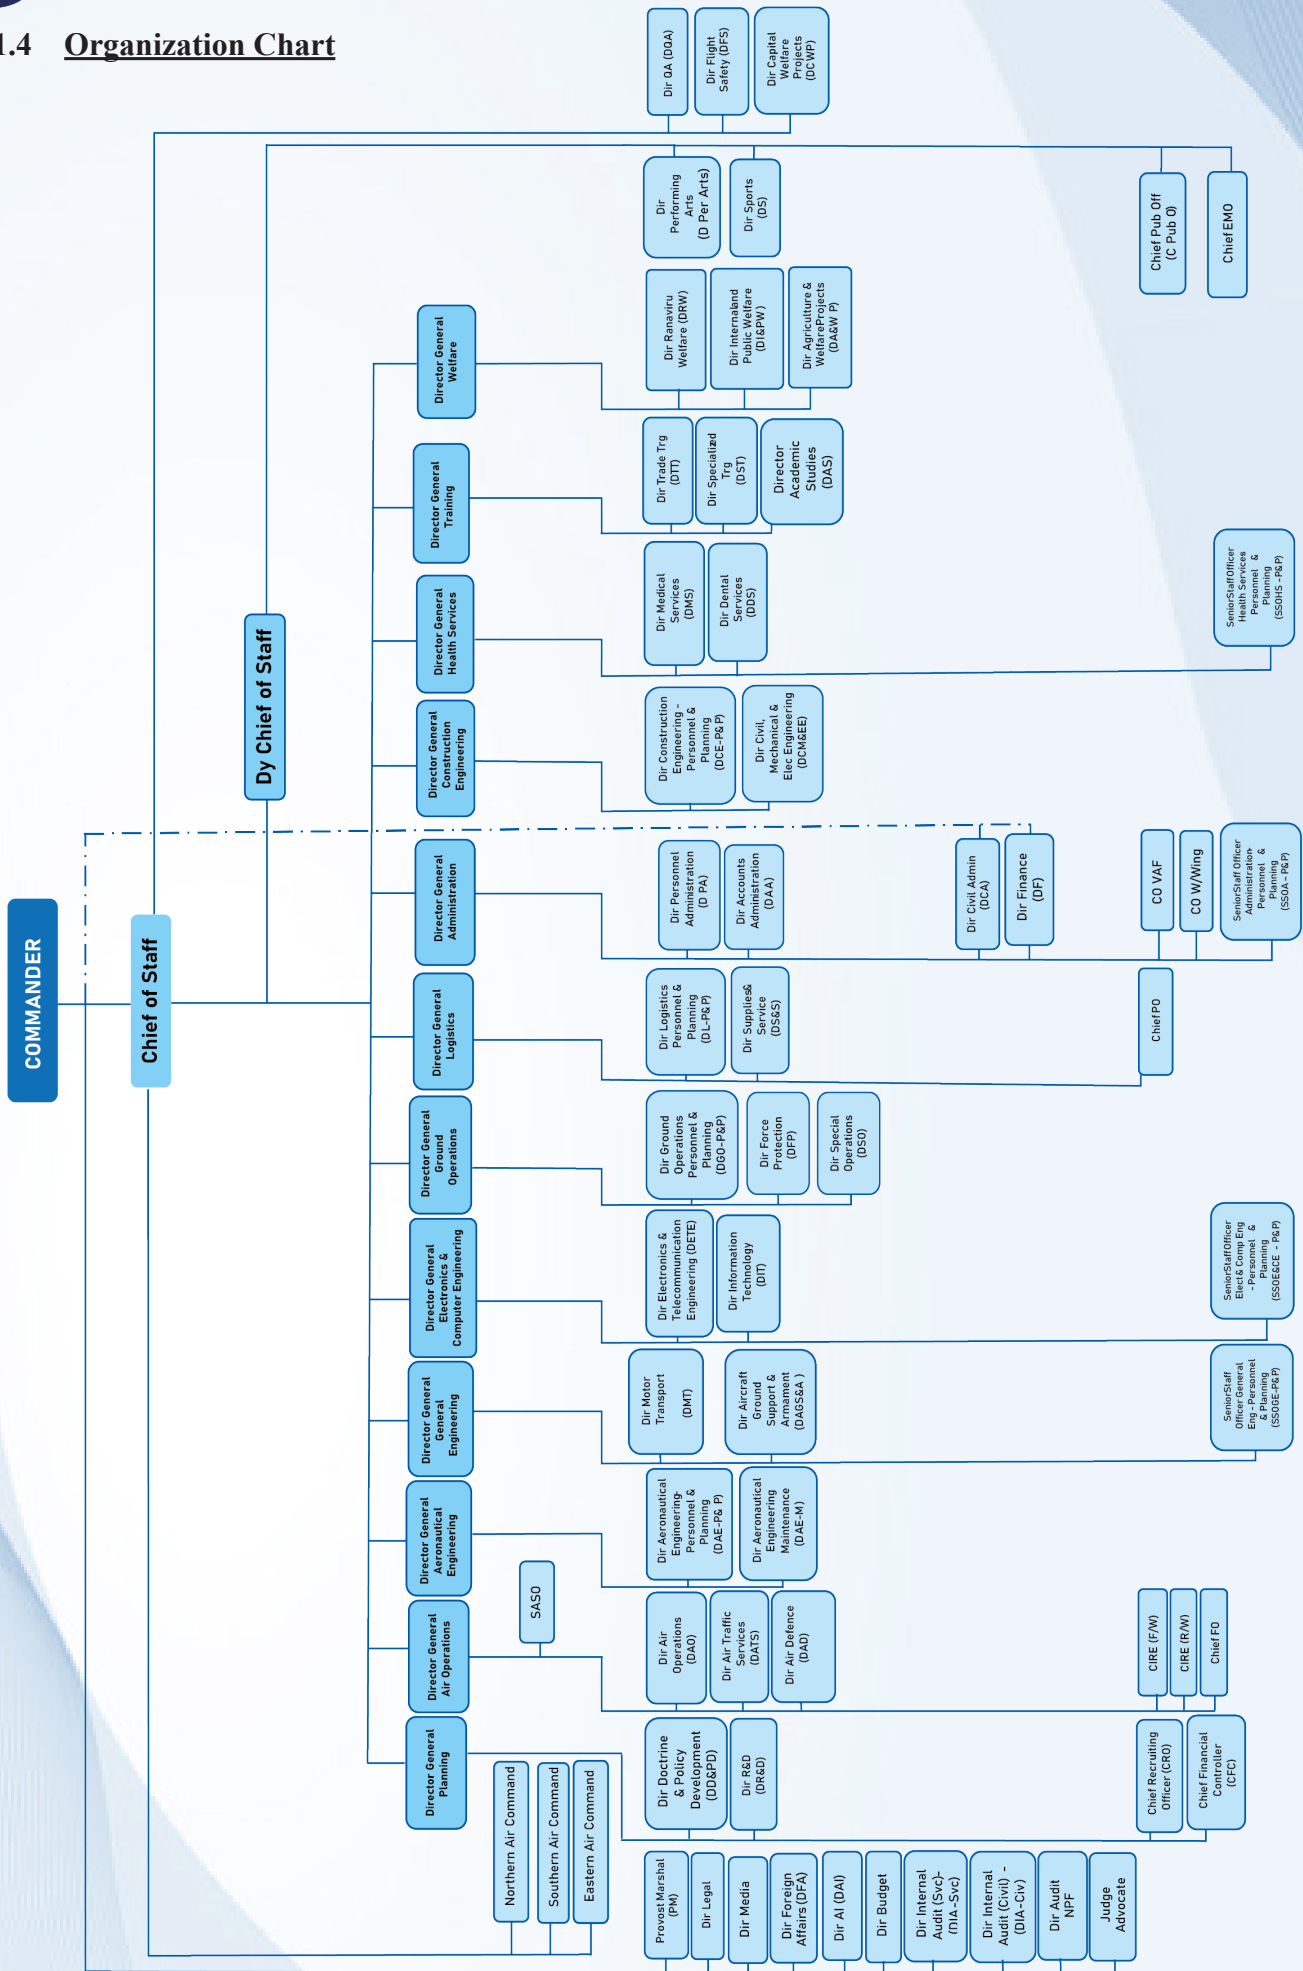 1.4 Organization Chart
COMMANDER
Chief of Staff
Dy Chief of Staff
Director General
Planning
Director General
Air Operations
Director General
Aeronautical
Engineering
Director General
General
Engineering
Director General
Electronics &
Computer Engineering
Director General
Ground
Operations
Director General
Logistics
Director General
Administration
Director General
Construction
Engineering
Director General
Health Services
Director General
Training
Director General
Welfare
Northern Air Command
Southern Air Command
Eastern Air Command
SASO
Provost Marshal
(PM)
Dir Legal
Dir Media
Dir Foreign
Affairs (DFA)
Dir AI (DAI)
Dir Budget
Dir Internal
Audit (Svc)-
(DIA-Svc)
Dir Internal
Audit (Civil) -
(DIA-Civ)
Dir Audit
NPF
Judge
Advocate
Dir Doctrine
& Policy
Development
(DD&PD)
Dir R&D
(DR&D)
Chief Recruiting
Officer (CRO)
Chief Financial
Controller
(CFC)
Dir Air
Operations
(DAO)
Dir Air Traffic
Services
(DATS)
Dir Air Defence
(DAD)
CIRE (F/W)
CIRE (R/W)
Chief FO
Dir Aeronautical
Engineering-
Personnel &
Planning
(DAE-P& P)
Dir Aeronautical
Engineering
Maintenance
(DAE-M)
Dir Motor
Transport
(DMT)
Dir Aircraft
Ground
Support &
Armament
(DAGS&A )
SeniorStaff
Officer General
Eng - Personnel
& Planning
(SSOGE-P&P)
Dir Electronics &
Telecommunication
Engineering (DETE)
Dir Information
Technology
(DIT)
SeniorStaffOfficer
Elect & Comp Eng
- Personnel &
Planning
(SSOE&CE - P&P)
Dir Ground
Operations
Personnel &
Planning
(DGO-P&P)
Dir Force
Protection
(DFP)
Dir Special
Operations
(DSO)
Dir Logistics
Personnel &
Planning
(DL-P&P)
Dir Supplies&
Service
(DS&S)
Chief PO
Dir Personnel
Administration
(D PA)
Dir Accounts
Administration
(DAA)
Dir Civil Admin
(DCA)
Dir Finance
(DF)
CO VAF
CO W/Wing
SeniorStaff Officer
Administration-
Personnel &
Planning
(SSOA - P&P)
Dir Construction
Engineering -
Personnel &
Planning
(DCE-P&P)
Dir Civil,
Mechanical &
Elec Engineering
(DCM&EE)
Dir Medical
Services
(DMS)
Dir Dental
Services
(DDS)
SeniorStaffOfficer
Health Services
Personnel &
Planning
(SSOHS -P&P)
Dir Trade Trg
(DTT)
Dir Specialized
Trg
(DST)
Director
Academic
Studies
(DAS)
Dir Ranaviru
Welfare (DRW)
Dir Internaland
Public Welfare
(DI&PW)
Dir Agriculture &
WelfareProjects
(DA&W P)
Dir
Performing
Arts
(D Per Arts)
Dir Sports
(DS)
Chief Pub Off
(C Pub O)
Chief EMO
Dir QA (DQA)
Dir Flight
Safety (DFS)
Dir Capital
Welfare
Projects
(DCWP)